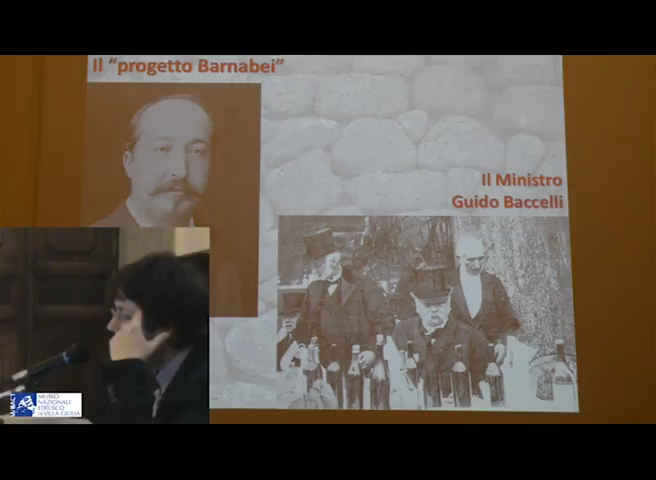 Il “progetto Barnabei”
Il Ministro
Guido Baccelli
MUSEO
NAZIONALE
ETRUSCO
DI VILLA GIULIA